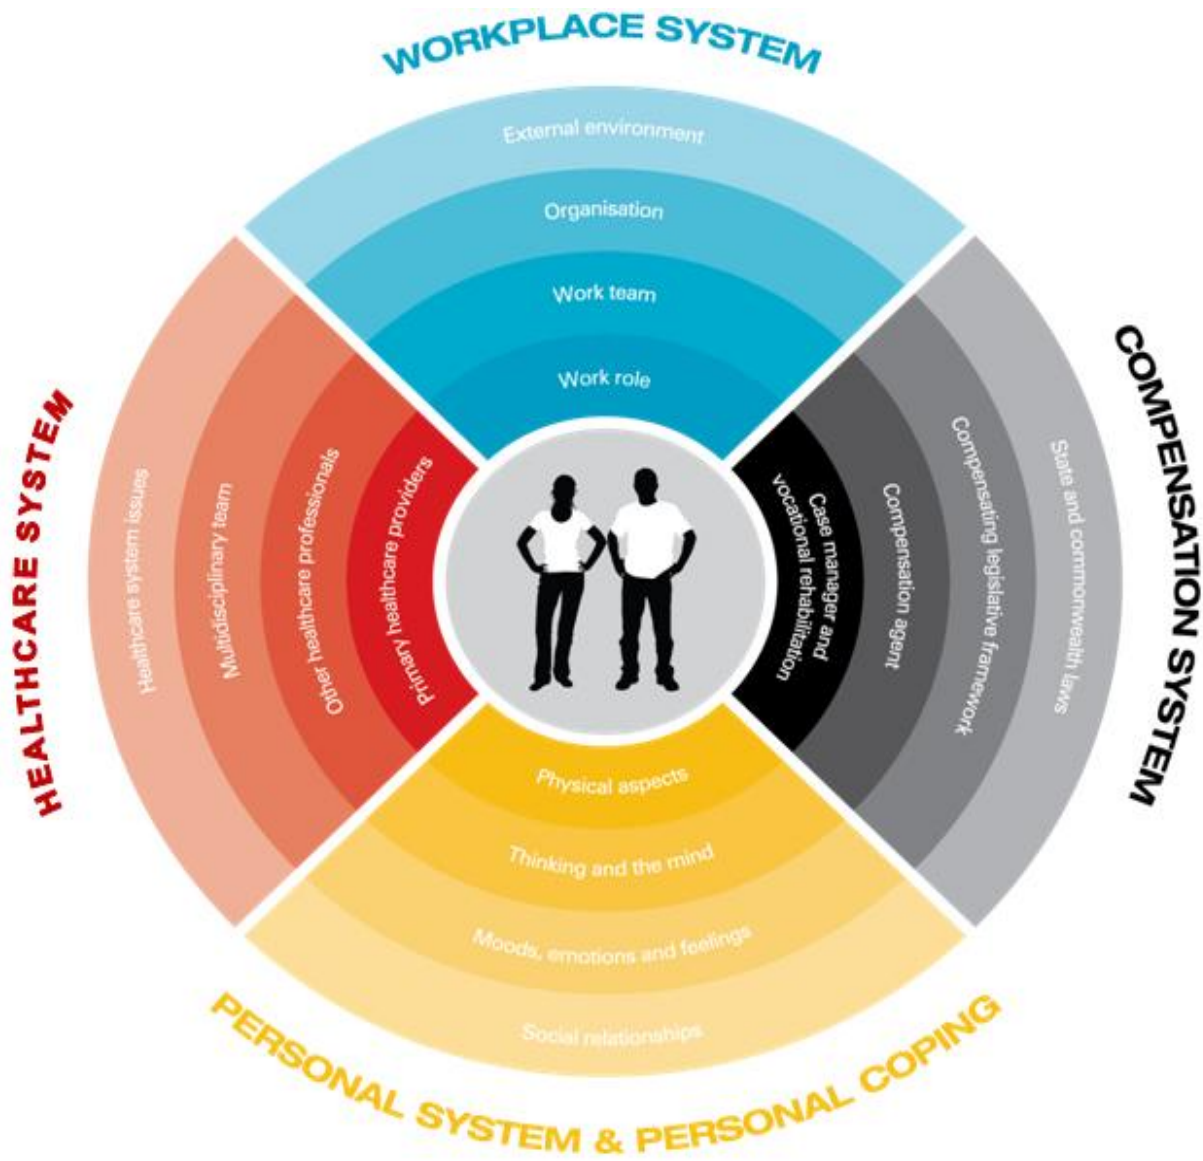 WORKPLACE SYSTEM
External environment
Organisation
Work team
Work role
HEALTHCARE SYSTEM
Healthcare system issues
Multidisciplinary team
Other healthcare professionals
Primary healthcare providers
Case manager and
vocational rehabilitation
Compensation agent
Compensating legislative framework
State and commonwealth laws
COMPENSATION SYSTEM
Physical aspects
Thinking and the mind
Moods, emotions and feelings
Social relationships
PERSONAL SYSTEM & PERSONAL COPING